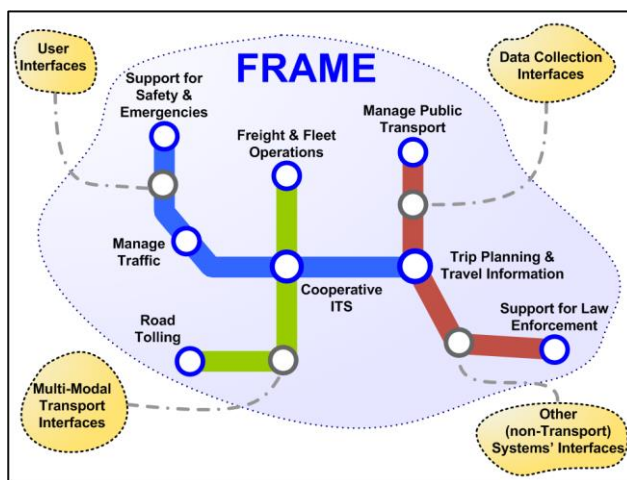 User
Interfaces
Support for
Safety &
Emergencies
FRAME
Data Collection
Interfaces
Manage Public
Transport
Freight & Fleet
Operations
Manage
Traffic
Trip Planning &
Travel Information
Cooperative
ITS
Road
Tolling
Support for Law
Enforcement
Multi-Modal
Transport
Interfaces
Other
(non-Transport)
Systems' Interfaces